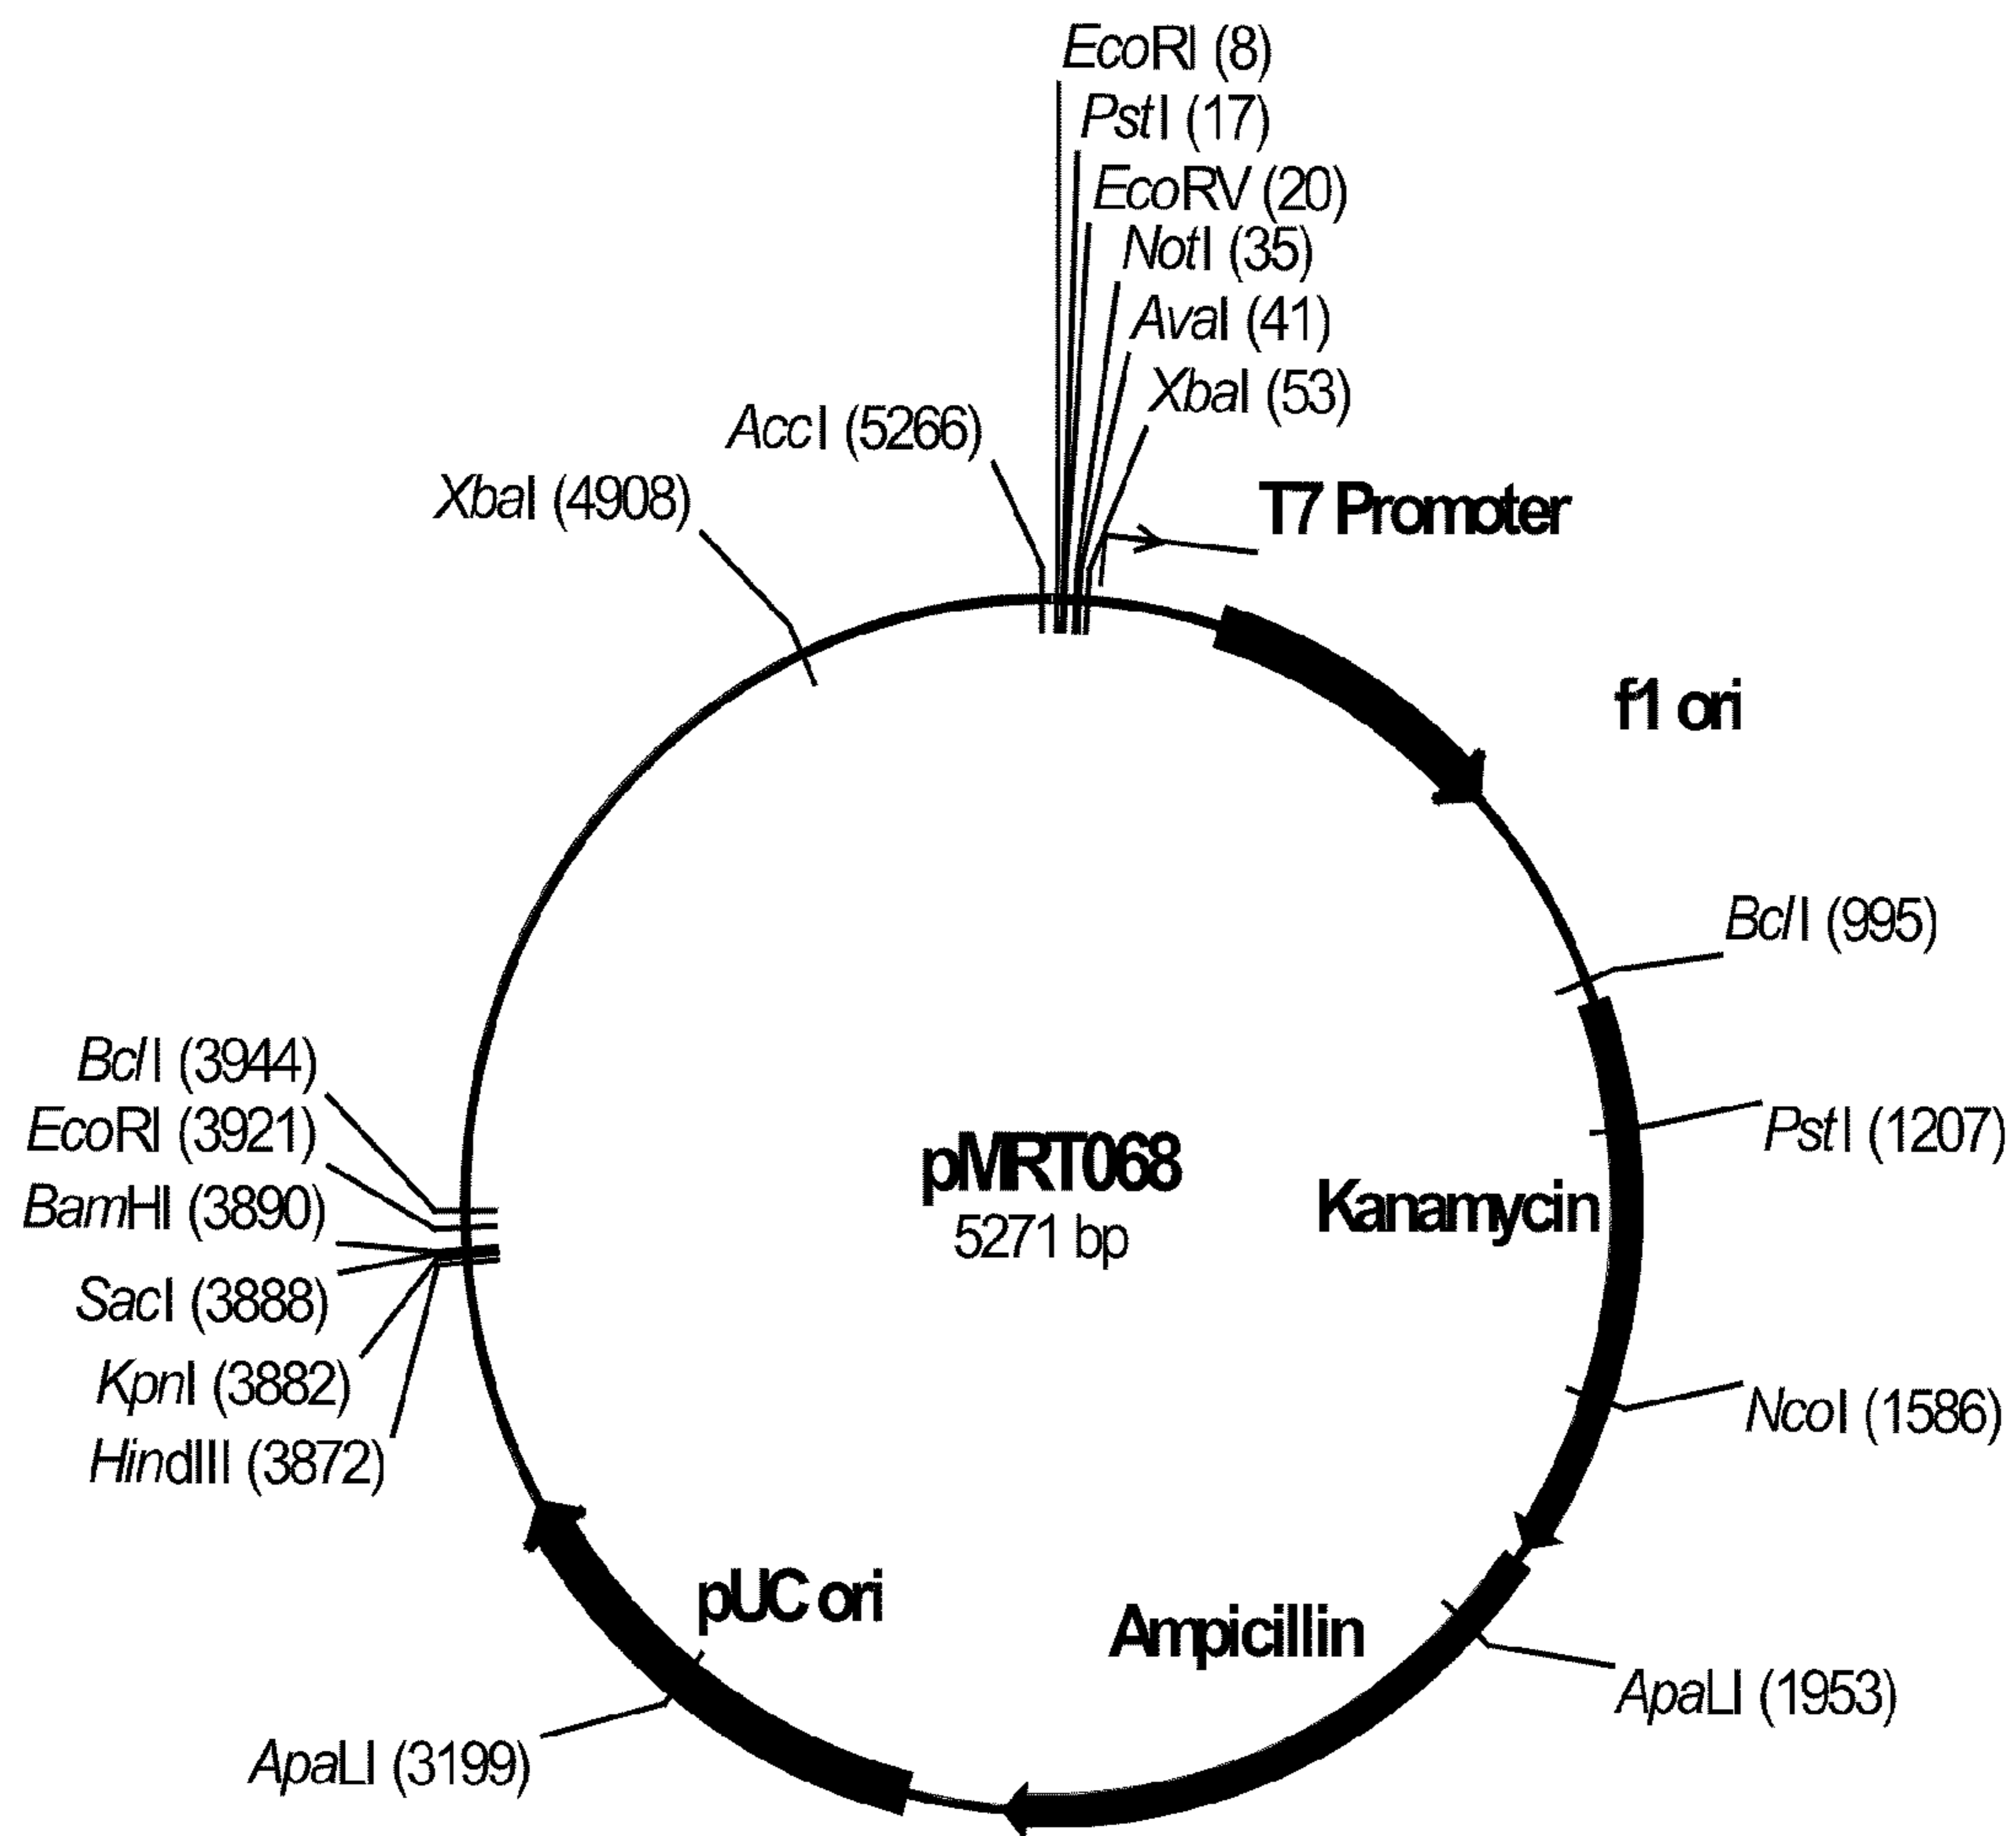 EcoRI (8)
PstI (17)
EcoRV (20)
NotI (35)
AvaI (41)
XbaI (53)
AccI (5266)
XbaI (4908)
T7 Promoter
f1 ori
BclI (995)
BclI (3944)
EcoRI (3921)
BamHI (3890)
SacI (3888)
KpnI (3882)
HindIII (3872)
pMRT068
5271 bp
PstI (1207)
Kanamycin
NcoI (1586)
pUC ori
Ampicillin
ApaLI (1953)
ApaLI (3199)